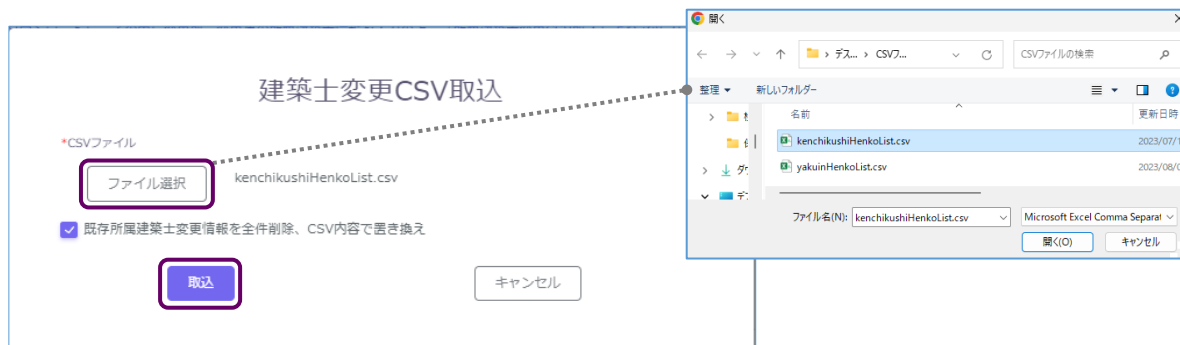 建築士変更CSV取込
*CSVファイル
ファイル選択
kenchikushiHenkoList.csv
既存所属建築士変更情報を全件削除、CSV内容で置き換え
取込
キャンセル
開く
デス... › CSVフ...
CSVファイルの検索
整理
新しいフォルダー
名前
更新日時
kenchikushiHenkoList.csv
2023/07/1
yakuinHenkoList.csv
2023/08/0
ファイル名(N):
kenchikushiHenkoList.csv
Microsoft Excel Comma Separat
開く(O)
キャンセル